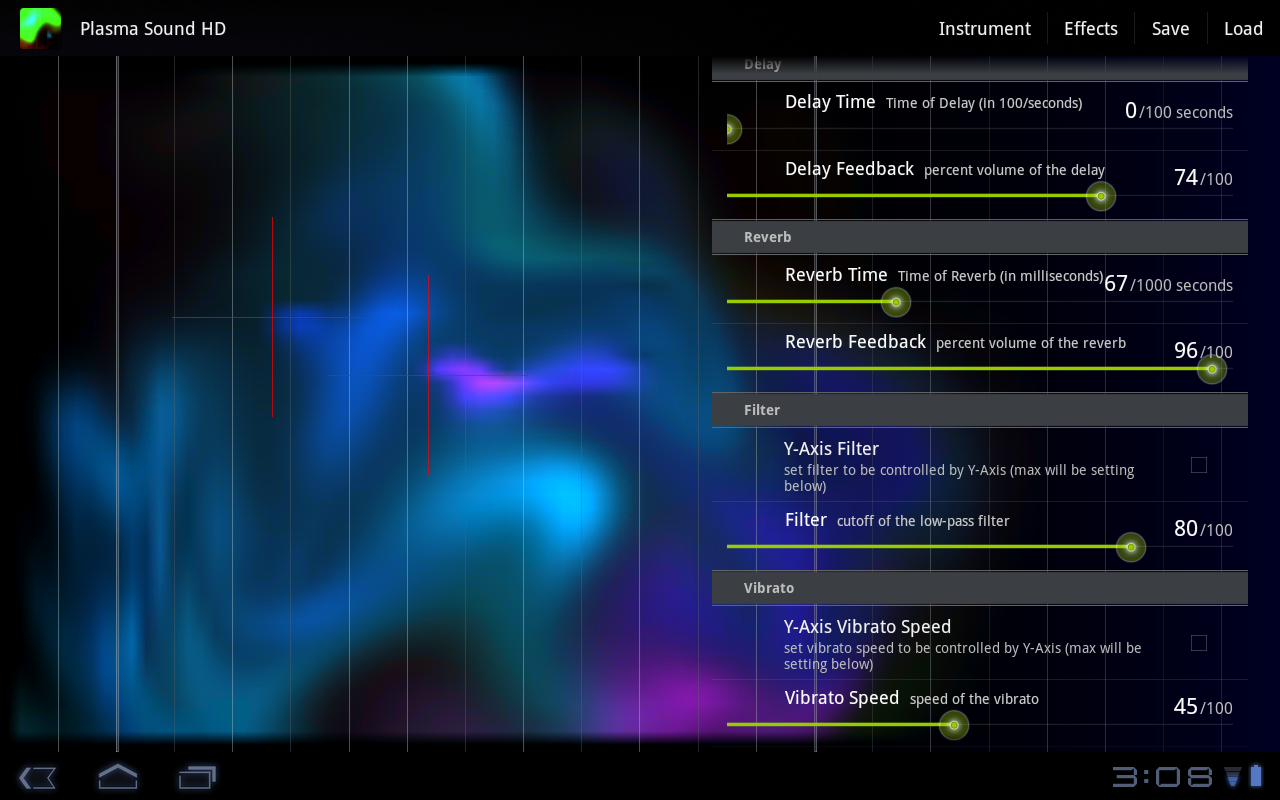 Plasma Sound HD
Instrument
Effects
Save
Load
Delay
Delay Time Time of Delay (in 100/seconds)
0/100 seconds
Delay Feedback percent volume of the delay
74/100
Reverb
Reverb Time Time of Reverb (in milliseconds)
67/1000 seconds
Reverb Feedback percent volume of the reverb
96/100
Filter
Y-Axis Filter
set filter to be controlled by Y-Axis (max will be setting
below)
Filter cutoff of the low-pass filter
80/100
Vibrato
Y-Axis Vibrato Speed
set vibrato speed to be controlled by Y-Axis (max will be
setting below)
Vibrato Speed speed of the vibrato
45/100
3:08